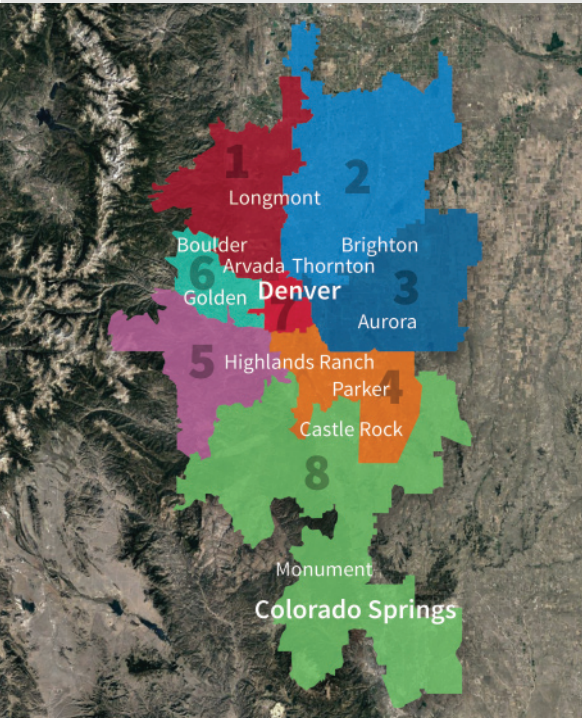 1
2
Longmont
Boulder
Brighton
6
Arvada
Thornton
3
Golden
Denver
7
Aurora
5
Highlands Ranch
4
Parker
Castle Rock
8
Monument
Colorado Springs